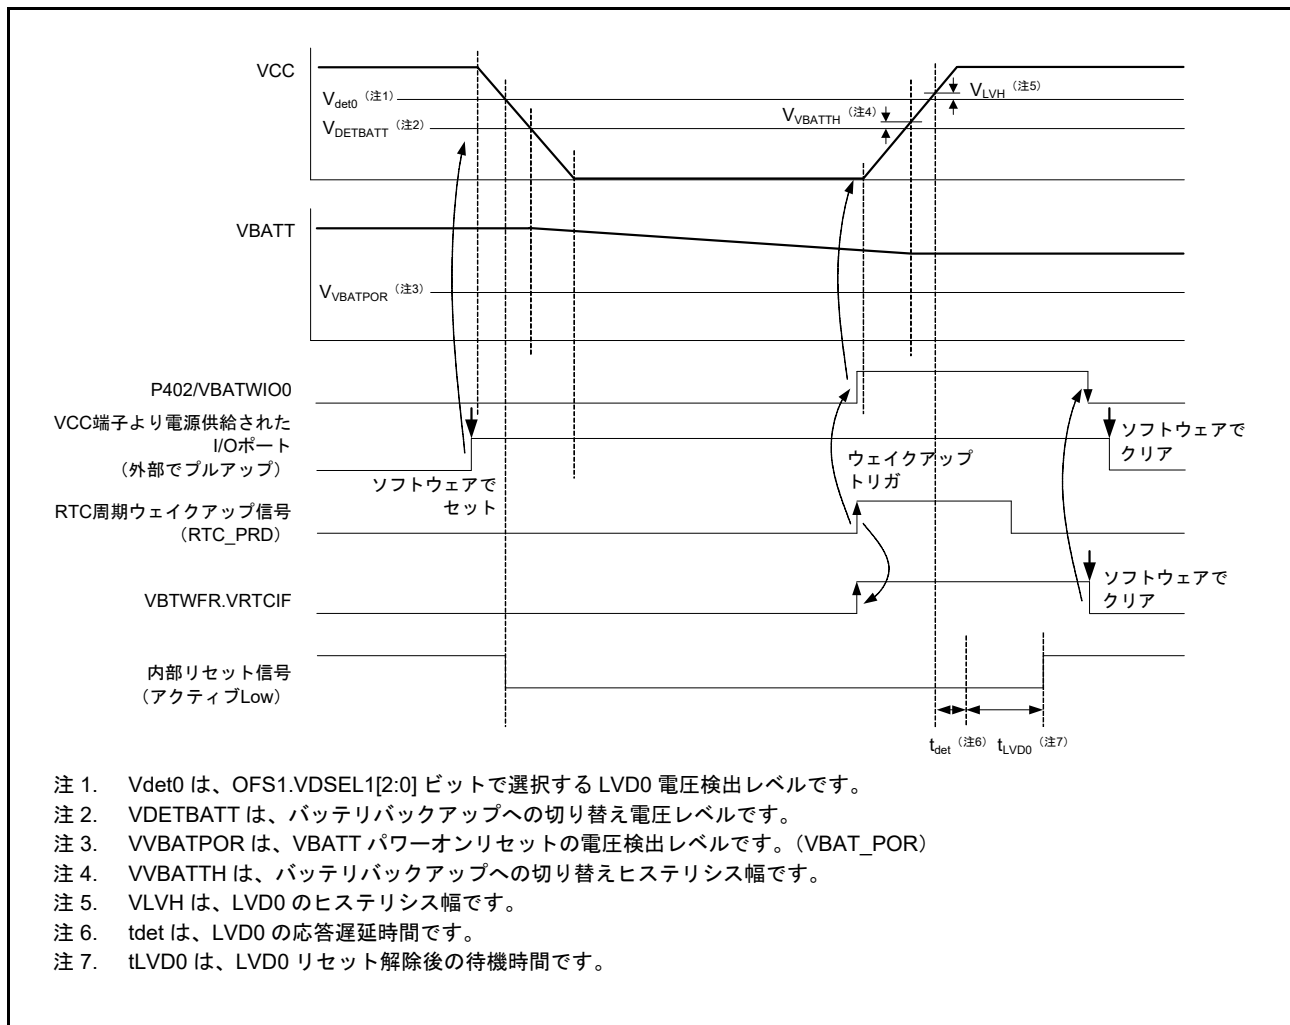 VCC
Vdet0（注1）
VDETBATT（注2）
VVBATTH（注4）
VLVH（注5）
VBATT
VVBATPOR（注3）
P402/VBATWIO0
VCC端子より電源供給された
I/Oポート
（外部でプルアップ）
ソフトウェアで
セット
ウェイクアップ
トリガ
ソフトウェアで
クリア
RTC周期ウェイクアップ信号
（RTC_PRD）
VBTWFR.VRTCIF
ソフトウェアで
クリア
内部リセット信号
（アクティブLow）
tdet（注6） tLVD0（注7）
注 1. Vdet0 は、OFS1.VDSEL1[2:0] ビットで選択する LVD0 電圧検出レベルです。
注 2. VDETBATT は、バッテリバックアップへの切り替え電圧レベルです。
注 3. VVBATPOR は、VBATT パワーオンリセットの電圧検出レベルです。（VBAT_POR）
注 4. VVBATTH は、バッテリバックアップへの切り替えヒステリシス幅です。
注 5. VLVH は、LVD0 のヒステリシス幅です。
注 6. tdet は、LVD0 の応答遅延時間です。
注 7. tLVD0 は、LVD0 リセット解除後の待機時間です。